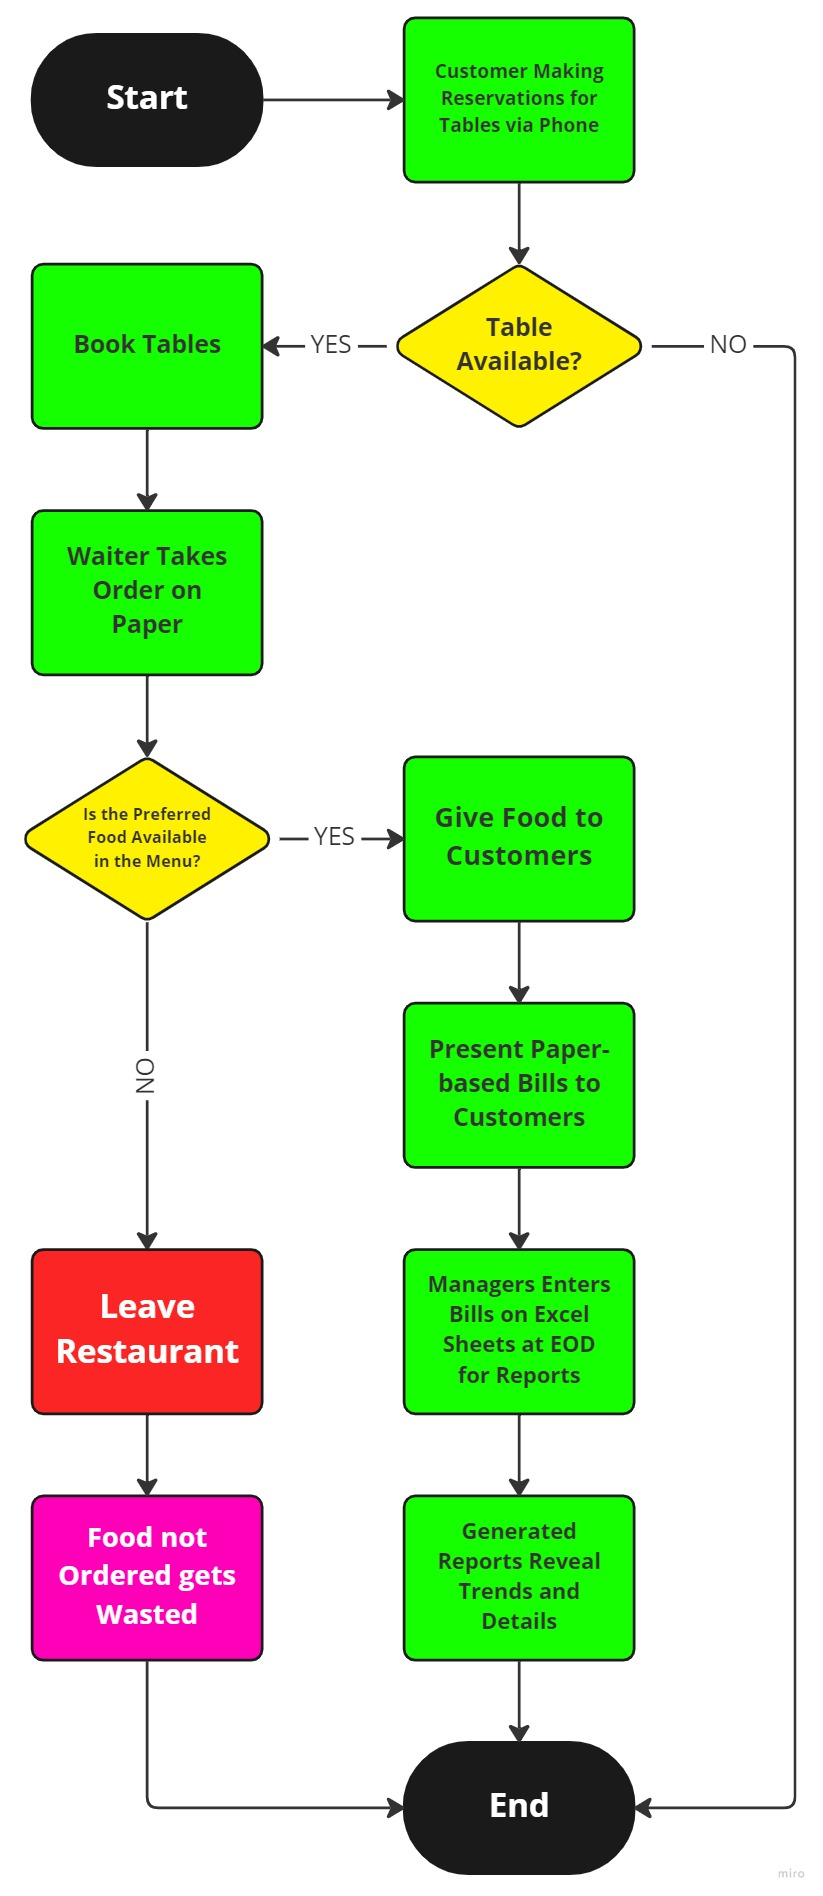 Start
Customer Making
Reservations for
Tables via Phone
Book Tables
YES
Table
Available?
NO
Waiter Takes
Order on
Paper
Is the Preferred
Food Available
in the Menu?
YES
Give Food to
Customers
NO
Present Paper-
based Bills to
Customers
Leave
Restaurant
Managers Enters
Bills on Excel
Sheets at EOD
for Reports
Food not
Ordered gets
Wasted
Generated
Reports Reveal
Trends and
Details
End
miro